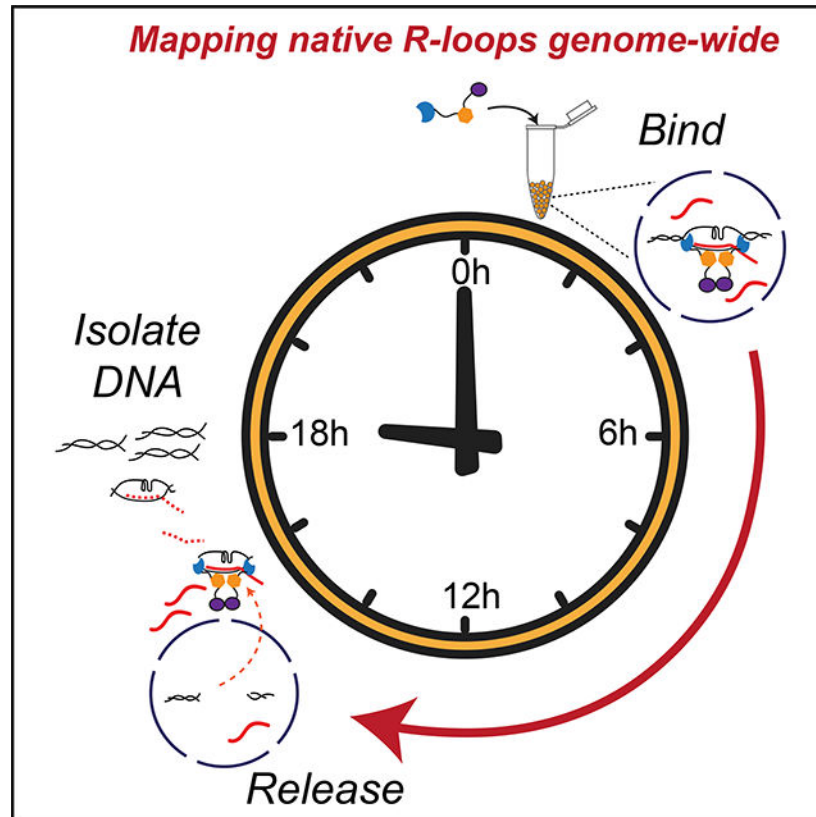 Mapping native R-loops genome-wide
Bind
0h
Isolate
DNA
18h
6h
12h
Release